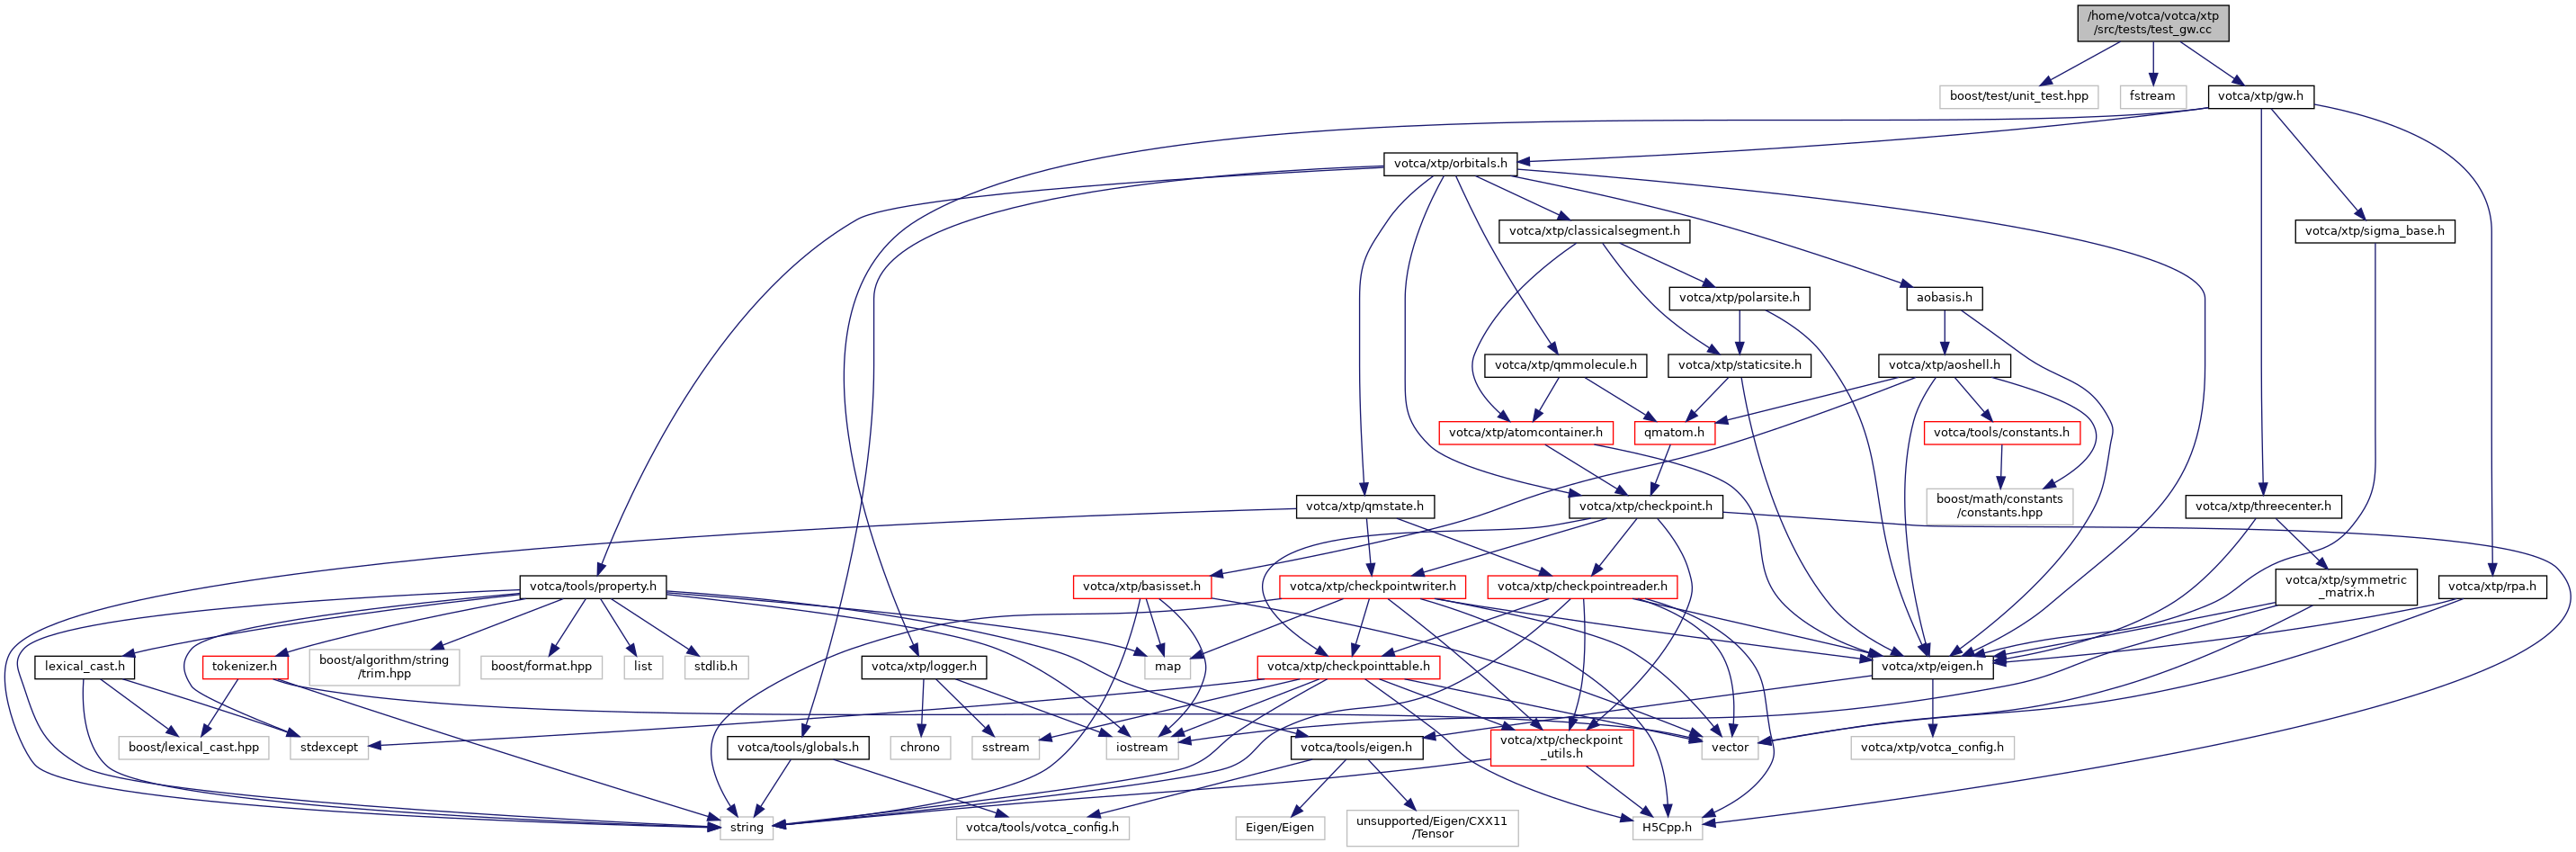 /home/votca/votca/xtp
/src/tests/test_gw.cc
boost/test/unit_test.hpp
fstream
votca/xtp/gw.h
votca/xtp/orbitals.h
votca/xtp/classicalsegment.h
votca/xtp/sigma_base.h
votca/xtp/polarsite.h
aobasis.h
votca/xtp/qmmolecule.h
votca/xtp/staticsite.h
votca/xtp/aoshell.h
votca/xtp/atomcontainer.h
qmatom.h
votca/tools/constants.h
votca/xtp/qmstate.h
votca/xtp/checkpoint.h
boost/math/constants
/constants.hpp
votca/xtp/threecenter.h
votca/tools/property.h
votca/xtp/basisset.h
votca/xtp/checkpointwriter.h
votca/xtp/checkpointreader.h
votca/xtp/symmetric
_matrix.h
votca/xtp/rpa.h
lexical_cast.h
tokenizer.h
boost/algorithm/string
/trim.hpp
boost/format.hpp
list
stdlib.h
votca/xtp/logger.h
map
votca/xtp/checkpointtable.h
votca/xtp/eigen.h
boost/lexical_cast.hpp
stdexcept
votca/tools/globals.h
chrono
sstream
iostream
votca/tools/eigen.h
votca/xtp/checkpoint
_utils.h
vector
votca/xtp/votca_config.h
string
votca/tools/votca_config.h
Eigen/Eigen
unsupported/Eigen/CXX11
/Tensor
H5Cpp.h